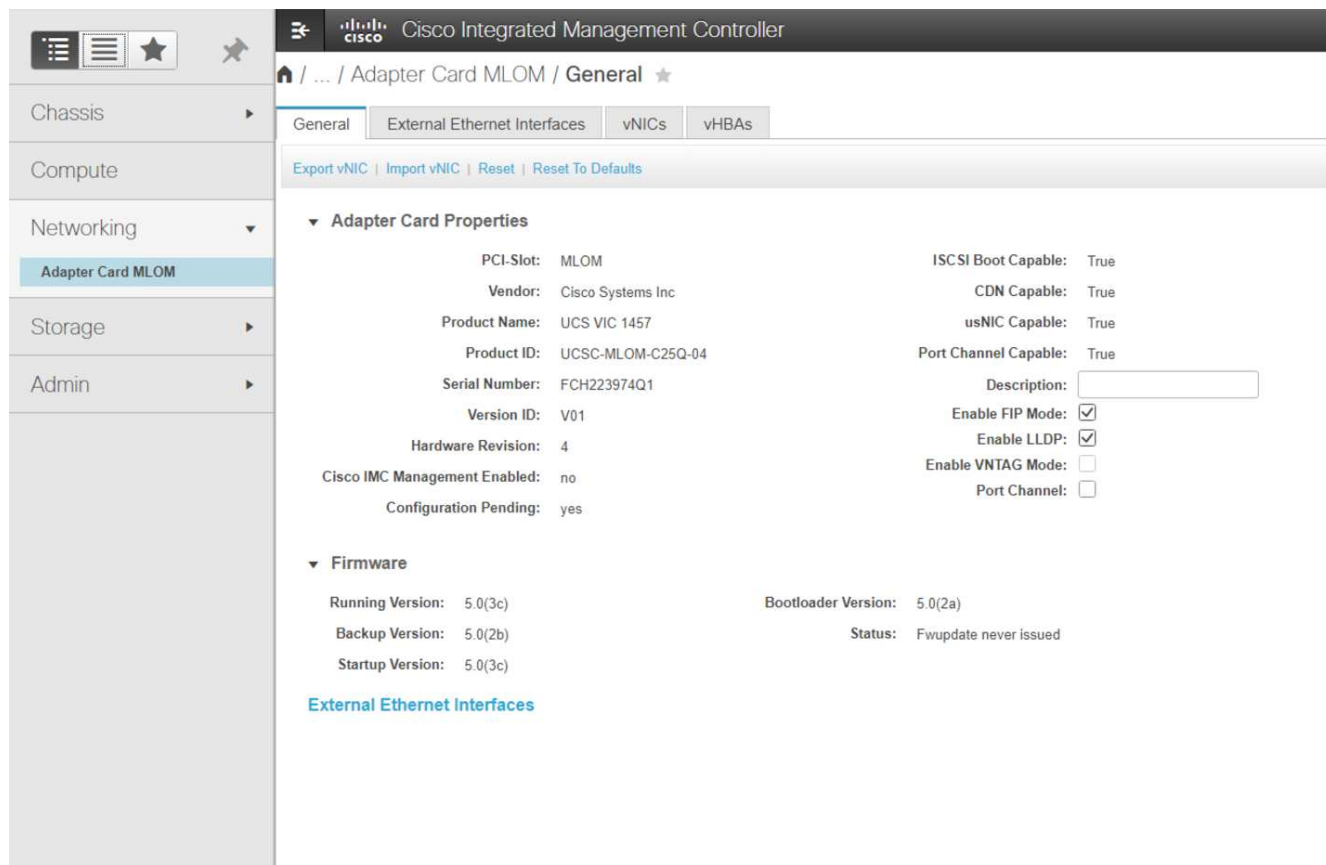 cisco Cisco Integrated Management Controller
/ ... / Adapter Card MLOM / General
Chassis
Compute
Networking
Adapter Card MLOM
Storage
Admin
General External Ethernet Interfaces vNICs vHBAs
Export vNIC | Import vNIC | Reset | Reset To Defaults
Adapter Card Properties
PCI-Slot: MLOM
Vendor: Cisco Systems Inc
Product Name: UCS VIC 1457
Product ID: UCSC-MLOM-C25Q-04
Serial Number: FCH223974Q1
Version ID: V01
Hardware Revision: 4
Cisco IMC Management Enabled: no
Configuration Pending: yes
ISCSI Boot Capable: True
CDN Capable: True
usNIC Capable: True
Port Channel Capable: True
Description:
Enable FIP Mode:
Enable LLDP:
Enable VNTAG Mode:
Port Channel:
Firmware
Running Version: 5.0(3c)
Backup Version: 5.0(2b)
Startup Version: 5.0(3c)
Bootloader Version: 5.0(2a)
Status: Fwupdate never issued
External Ethernet Interfaces